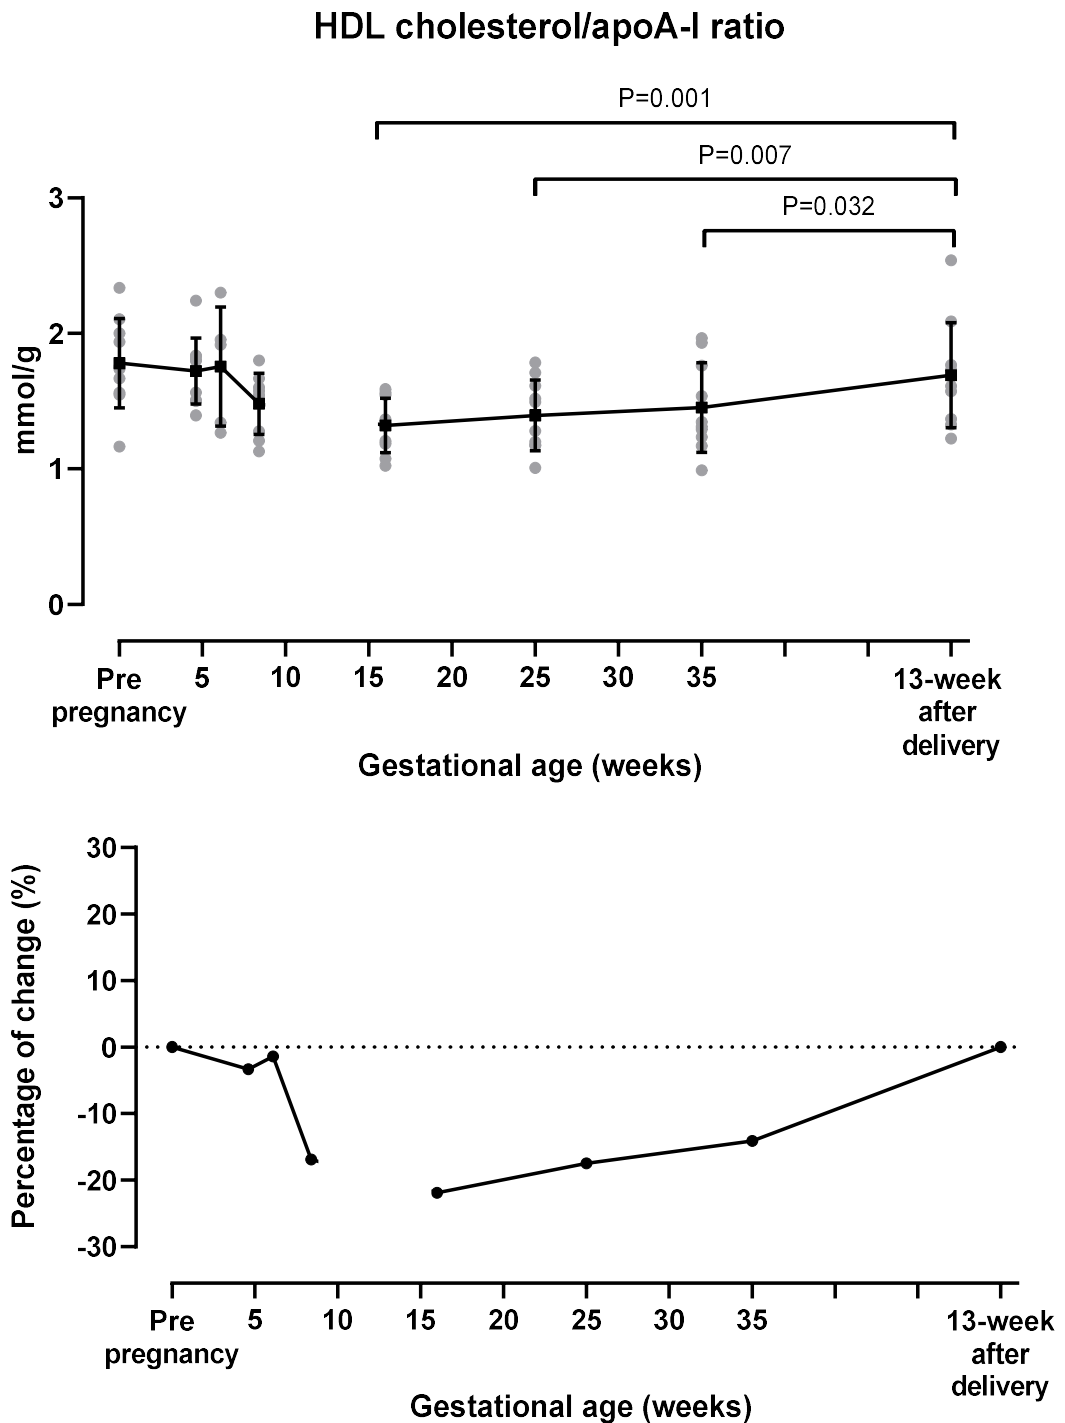 HDL cholesterol/apoA-I ratio
P=0.001
P=0.007
P=0.032
mmol/g
3
2
1
0
Pre pregnancy
5
10
15
20
25
30
35
13-week
after
delivery
Gestational age (weeks)
Percentage of change (%)
30
20
10
0
-10
-20
-30
Pre pregnancy
5
10
15
20
25
30
35
13-week
after
delivery
Gestational age (weeks)